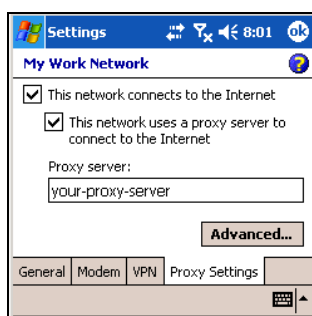 Settings 8:01 ok
My Work Network ?
This network connects to the Internet
This network uses a proxy server to
connect to the Internet
Proxy server:
your-proxy-server
Advanced...
General Modem VPN Proxy Settings